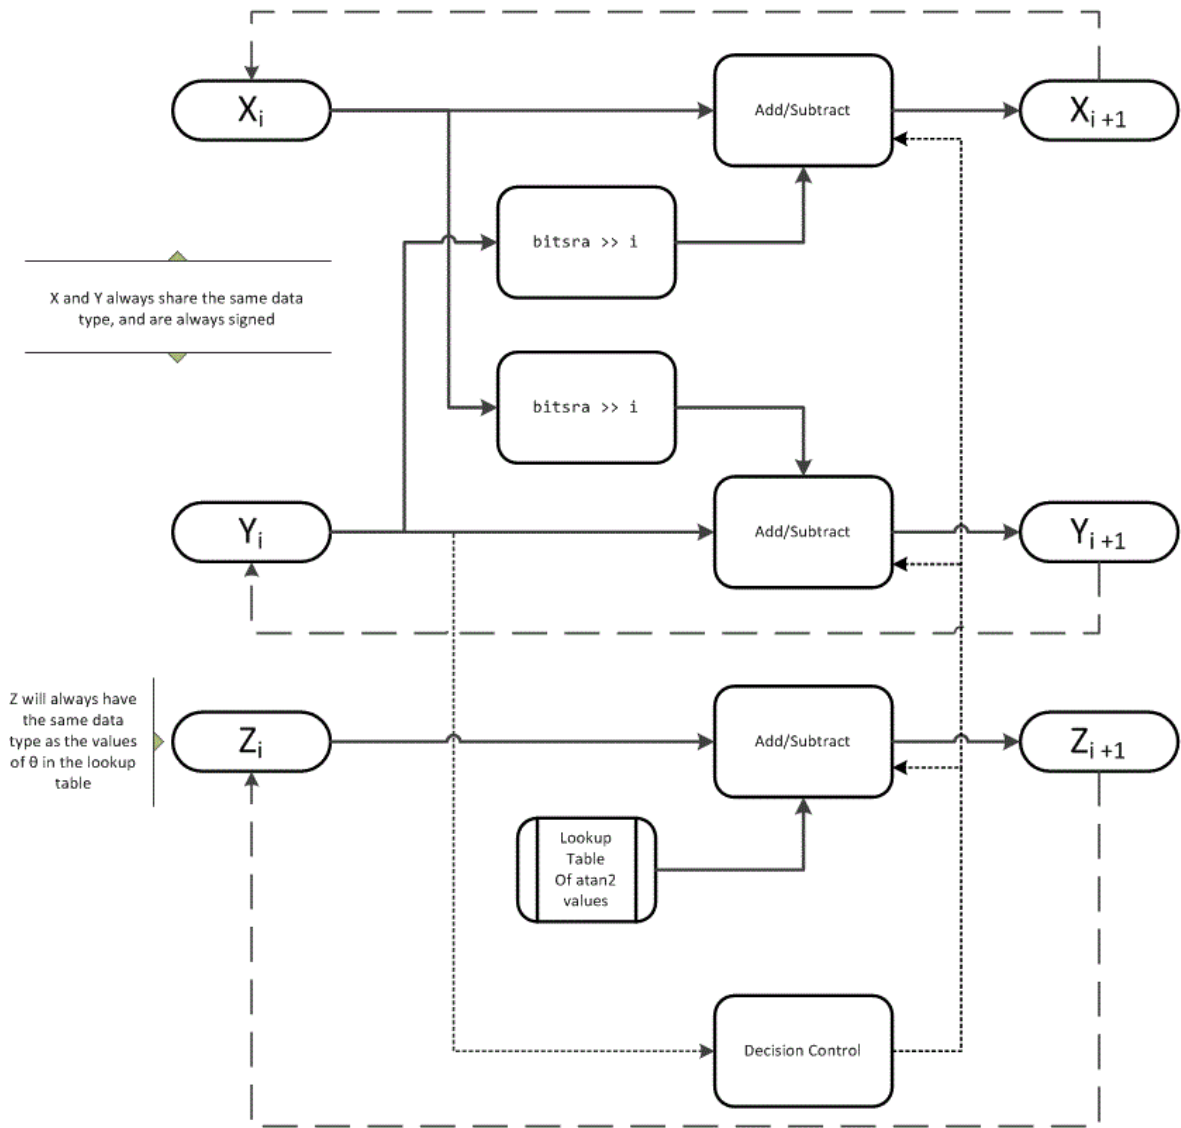 Xi
Add/Subtract
Xi +1
bitsra >> i
X and Y always share the same data
type, and are always signed
bitsra >> i
Yi
Add/Subtract
Yi +1
Z will always have
the same data
type as the values
of θ in the lookup
table
Zi
Add/Subtract
Zi +1
Lookup
Table
Of atan2
values
Decision Control